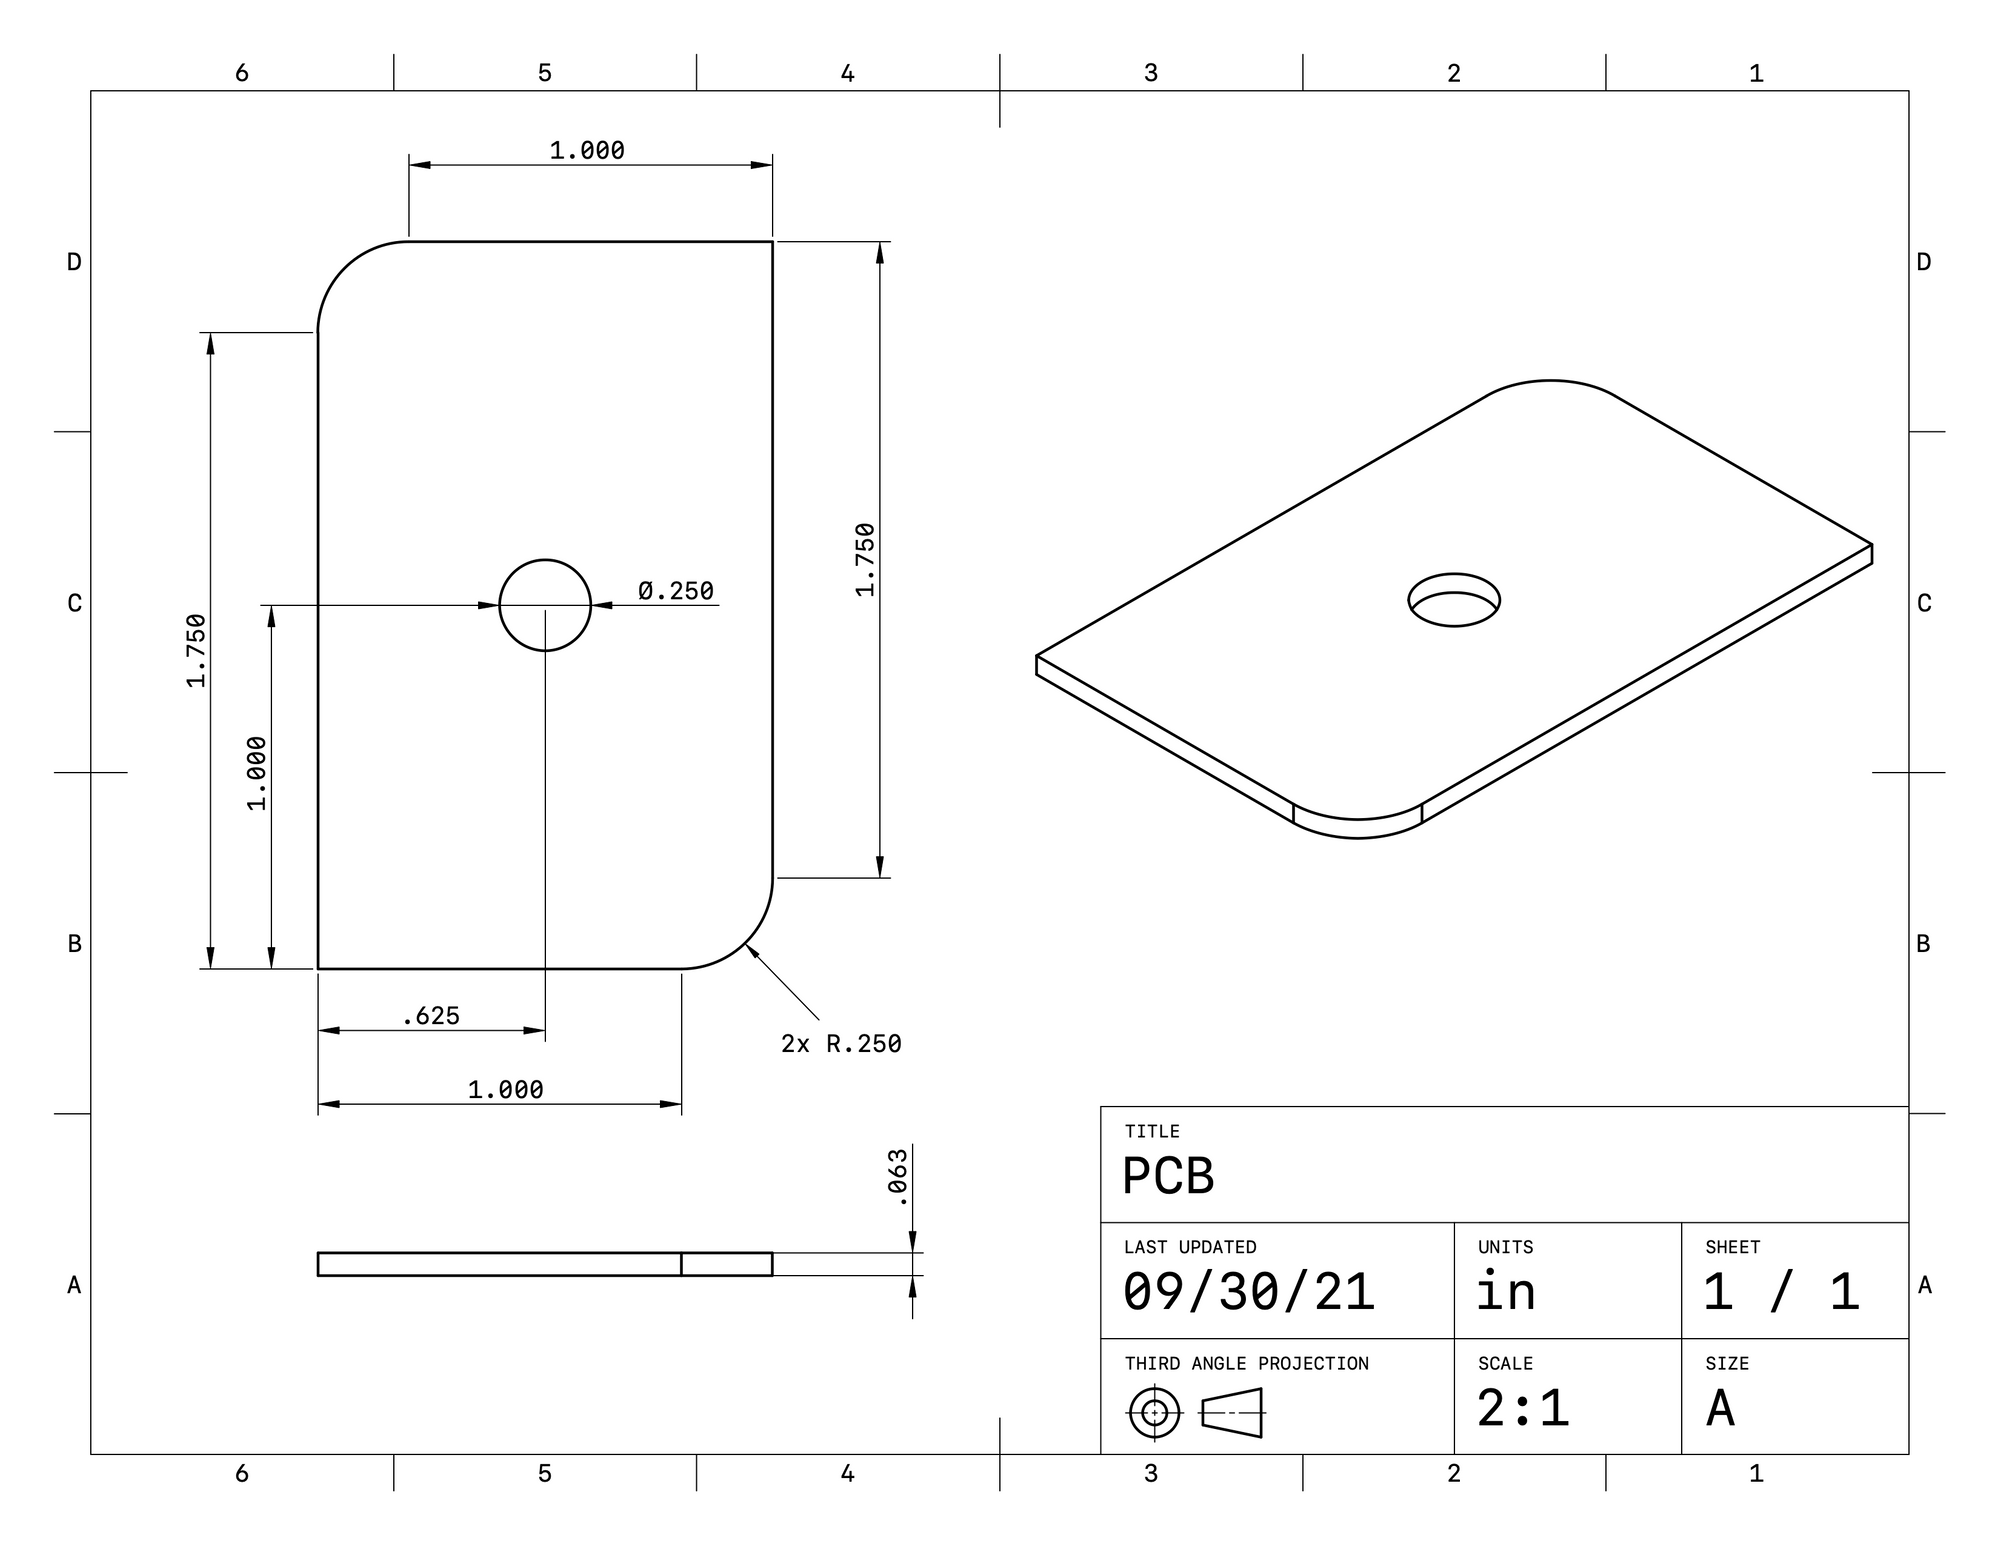 6 5 4 3 2 1
1.000
D D
1.750
Ø.250
C C
1.750
1.000
B B
.625
2x R.250
1.000
.063
TITLE
PCB
LAST UPDATED
09/30/21
UNITS
in
SHEET
1 / 1
A A
THIRD ANGLE PROJECTION
SCALE
2:1
SIZE
A
6 5 4 3 2 1